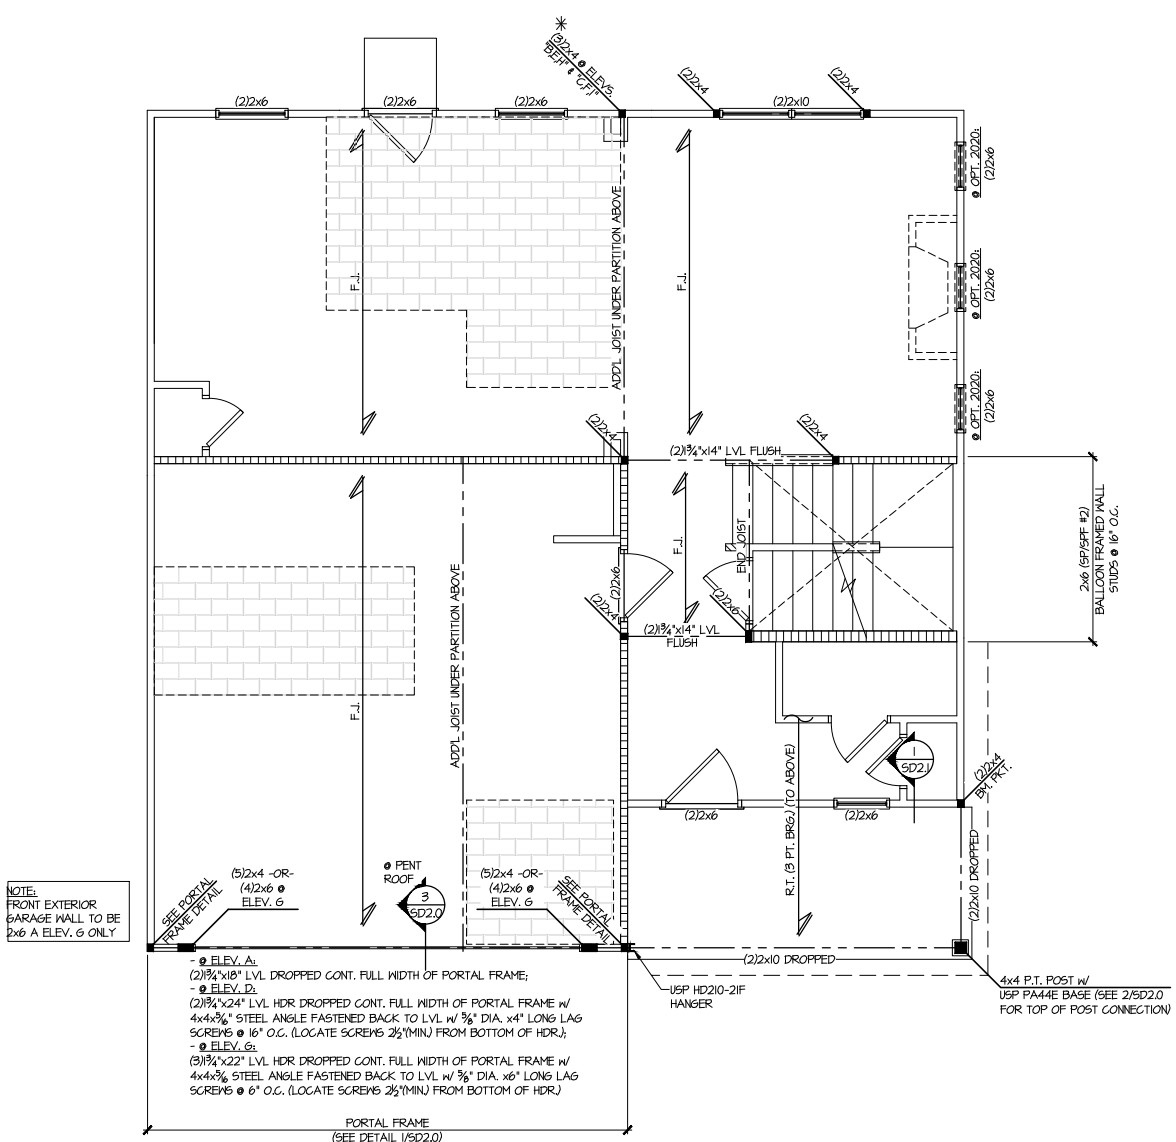 *
(3)2x4 @ ELEVS.
"B,E,H" & "C,F,I"
(2)2x4
(2)2x4
(2)2x6
(2)2x6
(2)2x6
(2)2x10
@ OPT. 2020:
(2)2x6
F.J.
ADD'L JOIST UNDER PARTITION ABOVE
F.J.
@ OPT. 2020:
(2)2x6
@ OPT. 2020:
(2)2x6
(2)2x4
(2)1¾"x14" LVL FLUSH
(2)2x4
F.J.
END JOIST
2x6 (SP/SPF #2)
BALLOON FRAMED WALL
STUDS @ 16" O.C.
(2)2x6
(2)2x4
(2)2x6
(2)1¾"x14" LVL
FLUSH
F.J.
ADD'L JOIST UNDER PARTITION ABOVE
R.T. (3 PT. BRG.) (TO ABOVE)
1
SD2.1
(2)2x4
BM. PKT.
(2)2x6
(2)2x6
(2)2x10 DROPPED
NOTE:
FRONT EXTERIOR
GARAGE WALL TO BE
2x6 A ELEV. G ONLY
SEE PORTAL
FRAME DETAIL
(5)2x4 -OR-
(4)2x6 @
ELEV. G
@ PENT
ROOF
3
SD2.0
(5)2x4 -OR-
(4)2x6 @
ELEV. G
SEE PORTAL
FRAME DETAIL
(2)2x10 DROPPED
- @ ELEV. A:
(2)1¾"x18" LVL DROPPED CONT. FULL WIDTH OF PORTAL FRAME;
- @ ELEV. D:
(2)1¾"x24" LVL HDR DROPPED CONT. FULL WIDTH OF PORTAL FRAME W/
4x4x5/16" STEEL ANGLE FASTENED BACK TO LVL W/ 5/8" DIA. x4" LONG LAG
SCREWS @ 16" O.C. (LOCATE SCREWS 2½"(MIN.) FROM BOTTOM OF HDR.);
- @ ELEV. G:
(3)1¾"x22" LVL HDR DROPPED CONT. FULL WIDTH OF PORTAL FRAME W/
4x4x5/16 STEEL ANGLE FASTENED BACK TO LVL W/ 5/8" DIA. x6" LONG LAG
SCREWS @ 6" O.C. (LOCATE SCREWS 2½"(MIN.) FROM BOTTOM OF HDR.)
USP HD210-21F
HANGER
4x4 P.T. POST W/
USP PA44E BASE (SEE 2/SD2.0
FOR TOP OF POST CONNECTION)
PORTAL FRAME
(SEE DETAIL 1/SD2.0)